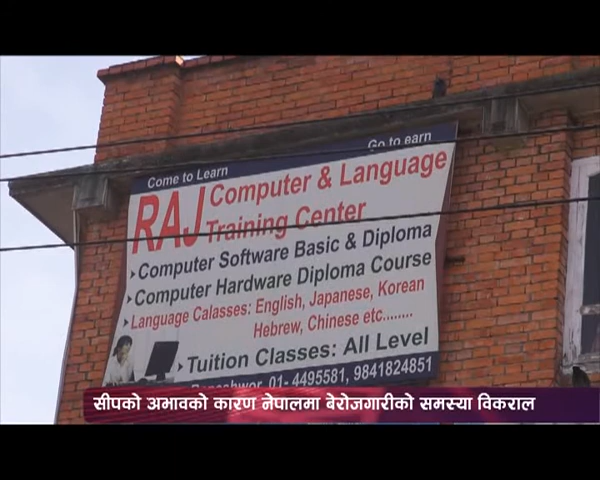 Come to Learn
Go to earn
RAJ Computer & Language
Training Center
Computer Software Basic & Diploma
Computer Hardware Diploma Course
Language Calasses: English, Japanese, Korean
Hebrew, Chinese etc........
Tuition Classes: All Level
01- 4495581, 9841824851
सीपको अभावको कारण नेपालमा बेरोजगारीको समस्या विकराल